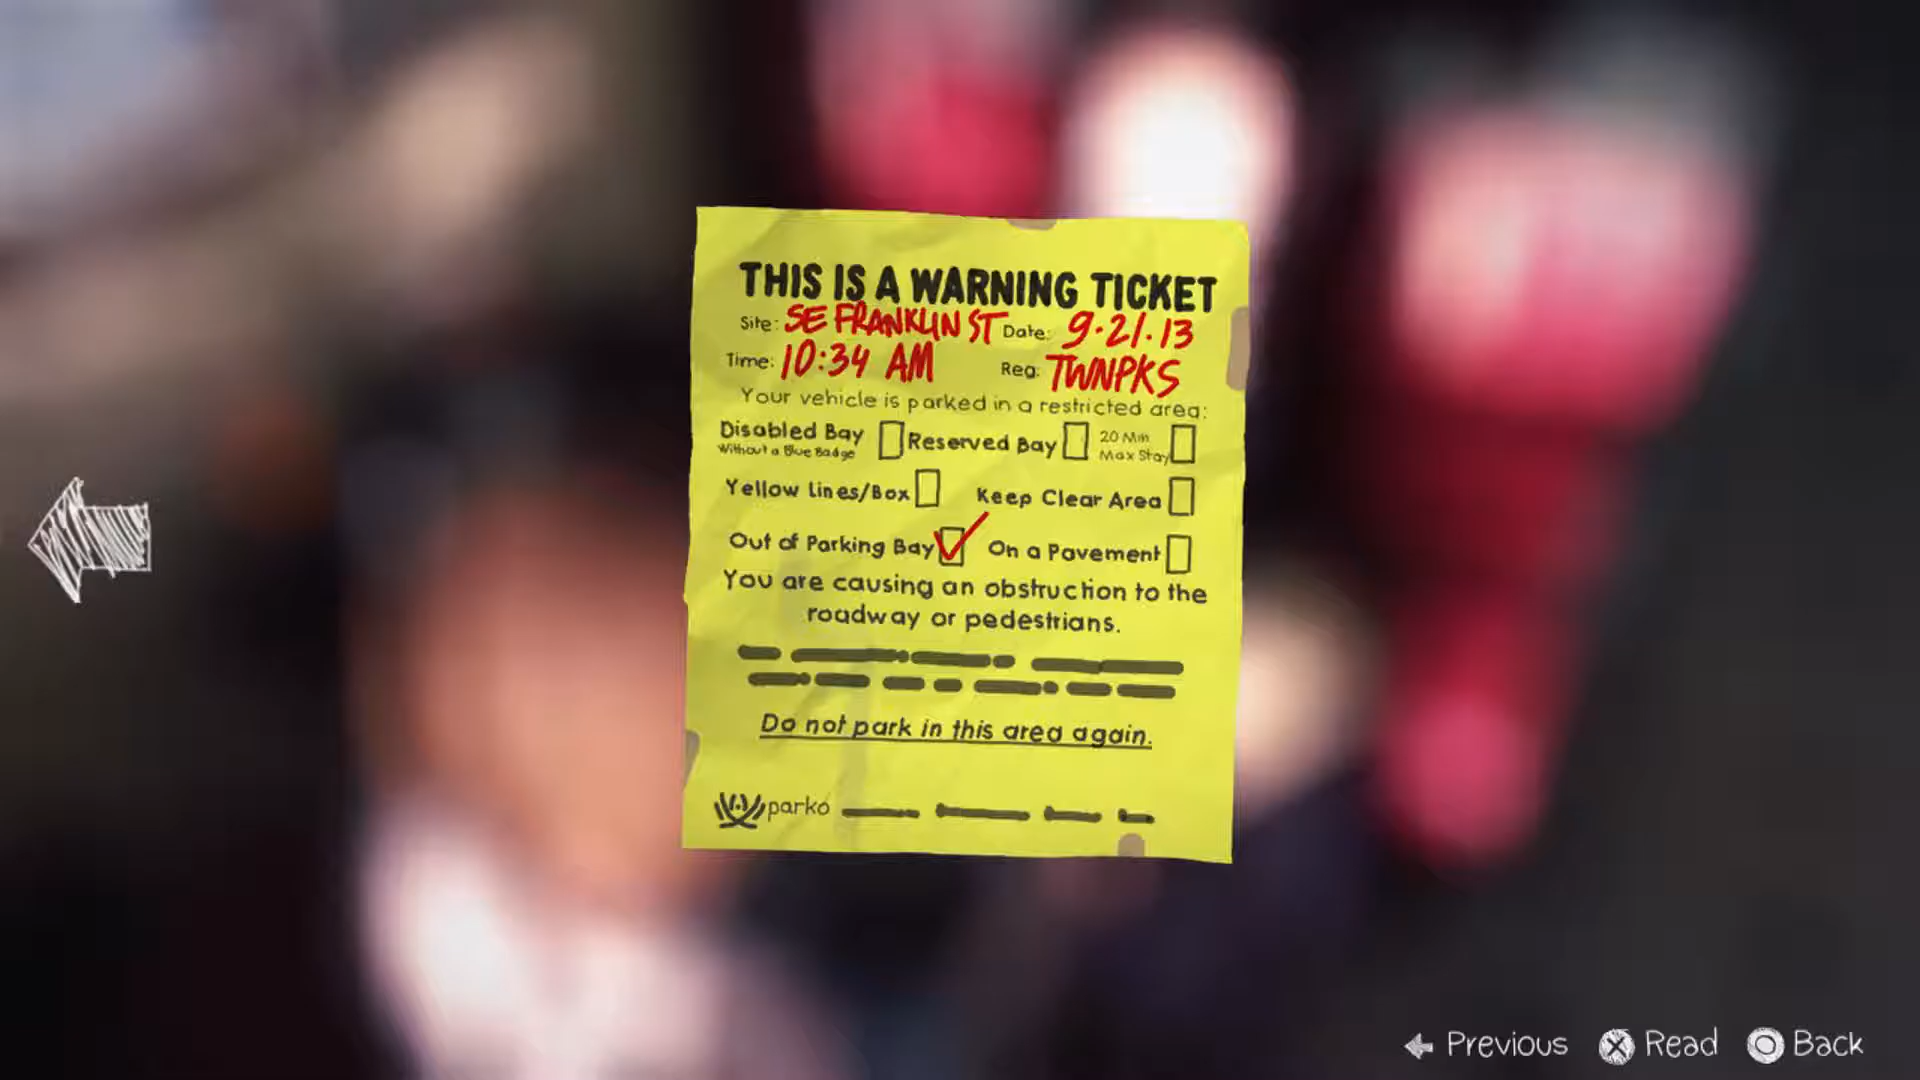 THIS IS A WARNING TICKET
Site: SE FRANKLIN ST Date: 9.21.13
Time: 10:34 AM Reg: TWNPKS
Your vehicle is parked in a restricted area:
Disabled Bay Reserved Bay 20 Min
Without a Blue Badge Max Stay
Yellow Lines/Box Keep Clear Area
Out of Parking Bay On a Pavement
You are causing an obstruction to the
roadway or pedestrians.
Do not park in this area again.
parko
Previous Read Back